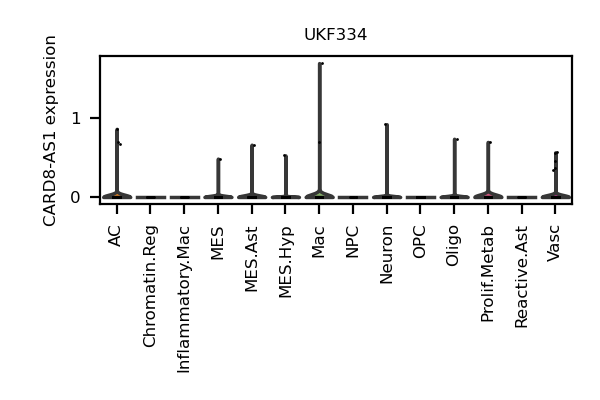 UKF334
CARD8-AS1 expression
1
0
AC
Chromatin.Reg
Inflammatory.Mac
MES
MES.Ast
MES.Hyp
Mac
NPC
Neuron
OPC
Oligo
Prolif.Metab
Reactive.Ast
Vasc